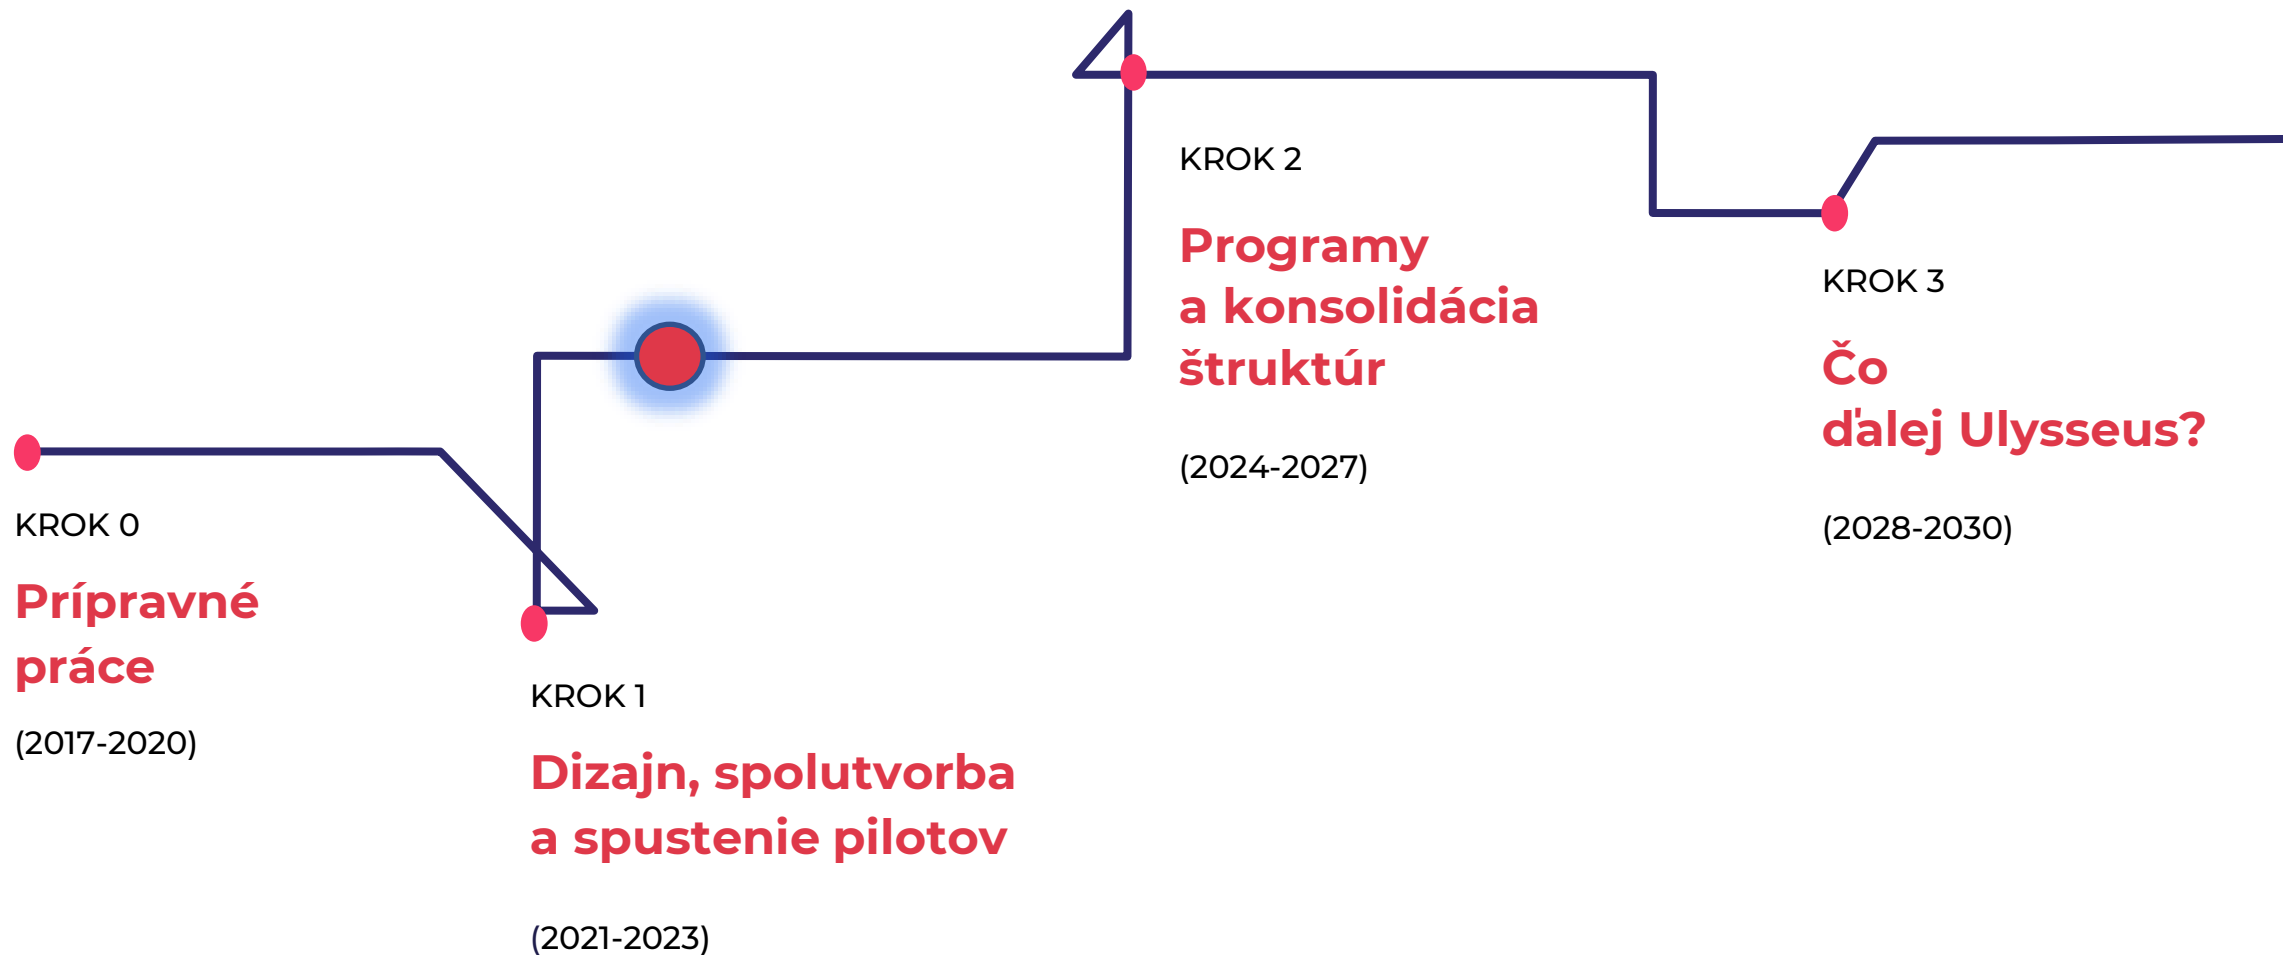 KROK 0
Prípravné
práce
(2017-2020)
KROK 1
Dizajn, spolutvorba
a spustenie pilotov
(2021-2023)
KROK 2
Programy
a konsolidácia
štruktúr
(2024-2027)
KROK 3
Čo
ďalej Ulysseus?
(2028-2030)